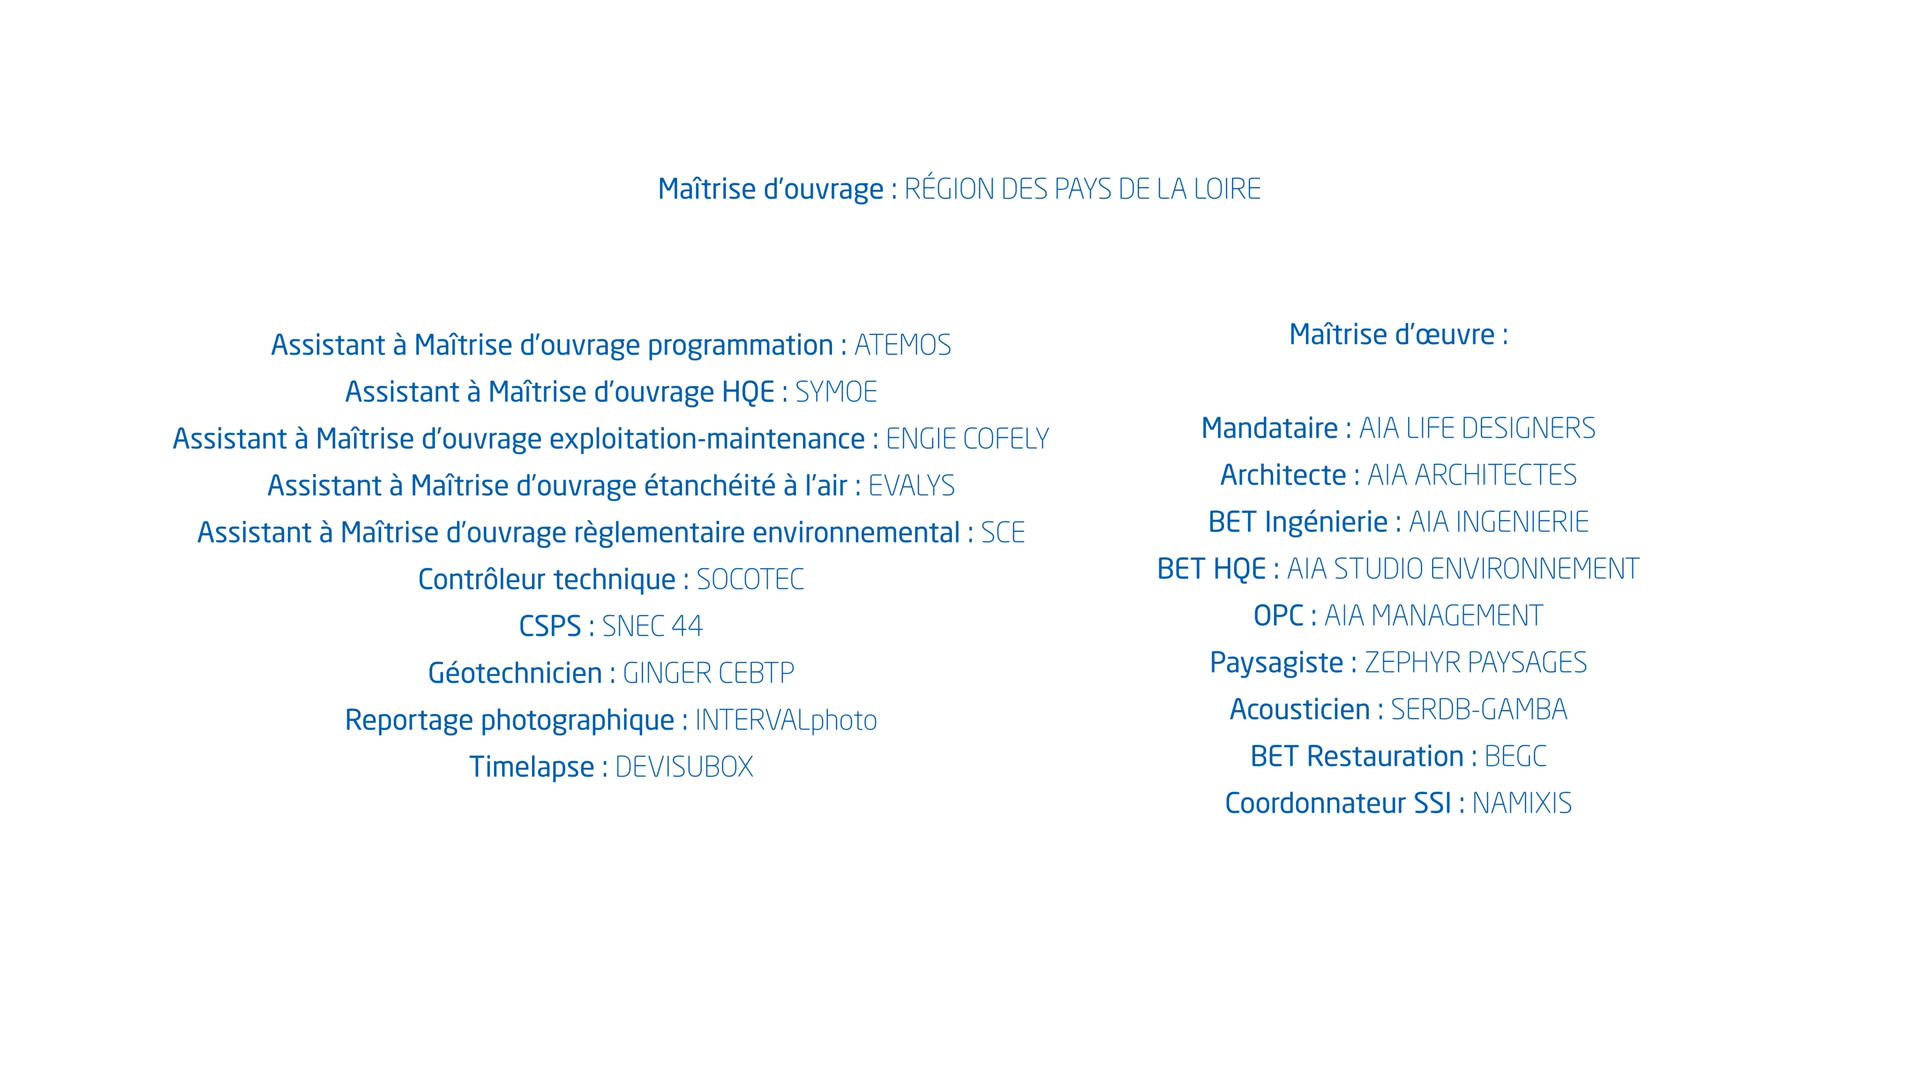 Maîtrise d'ouvrage : RÉGION DES PAYS DE LA LOIRE
Assistant à Maîtrise d'ouvrage programmation : ATEMOS
Assistant à Maîtrise d'ouvrage HQE : SYMOE
Assistant à Maîtrise d'ouvrage exploitation-maintenance : ENGIE COFELY
Assistant à Maîtrise d'ouvrage étanchéité à l'air : EVALYS
Assistant à Maîtrise d'ouvrage règlementaire environnemental : SCE
Contrôleur technique : SOCOTEC
CSPS : SNEC 44
Géotechnicien : GINGER CEBTP
Reportage photographique : INTERVALphoto
Timelapse : DEVISUBOX
Maîtrise d'œuvre :
Mandataire : AIA LIFE DESIGNERS
Architecte : AIA ARCHITECTES
BET Ingénierie : AIA INGENIERIE
BET HQE : AIA STUDIO ENVIRONNEMENT
OPC : AIA MANAGEMENT
Paysagiste : ZEPHYR PAYSAGES
Acousticien : SERDB-GAMBA
BET Restauration : BEGC
Coordonnateur SSI : NAMIXIS